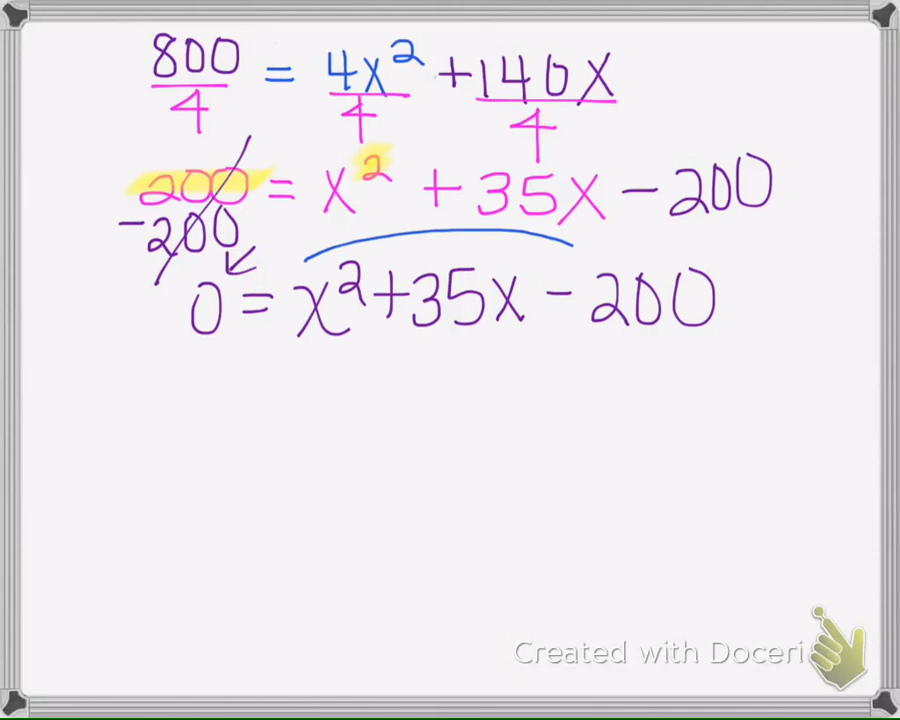 800 = 4x² + 140x
4 4 4
200 = x² + 35x - 200
-200
0 = x² + 35x - 200
Created with Doceri